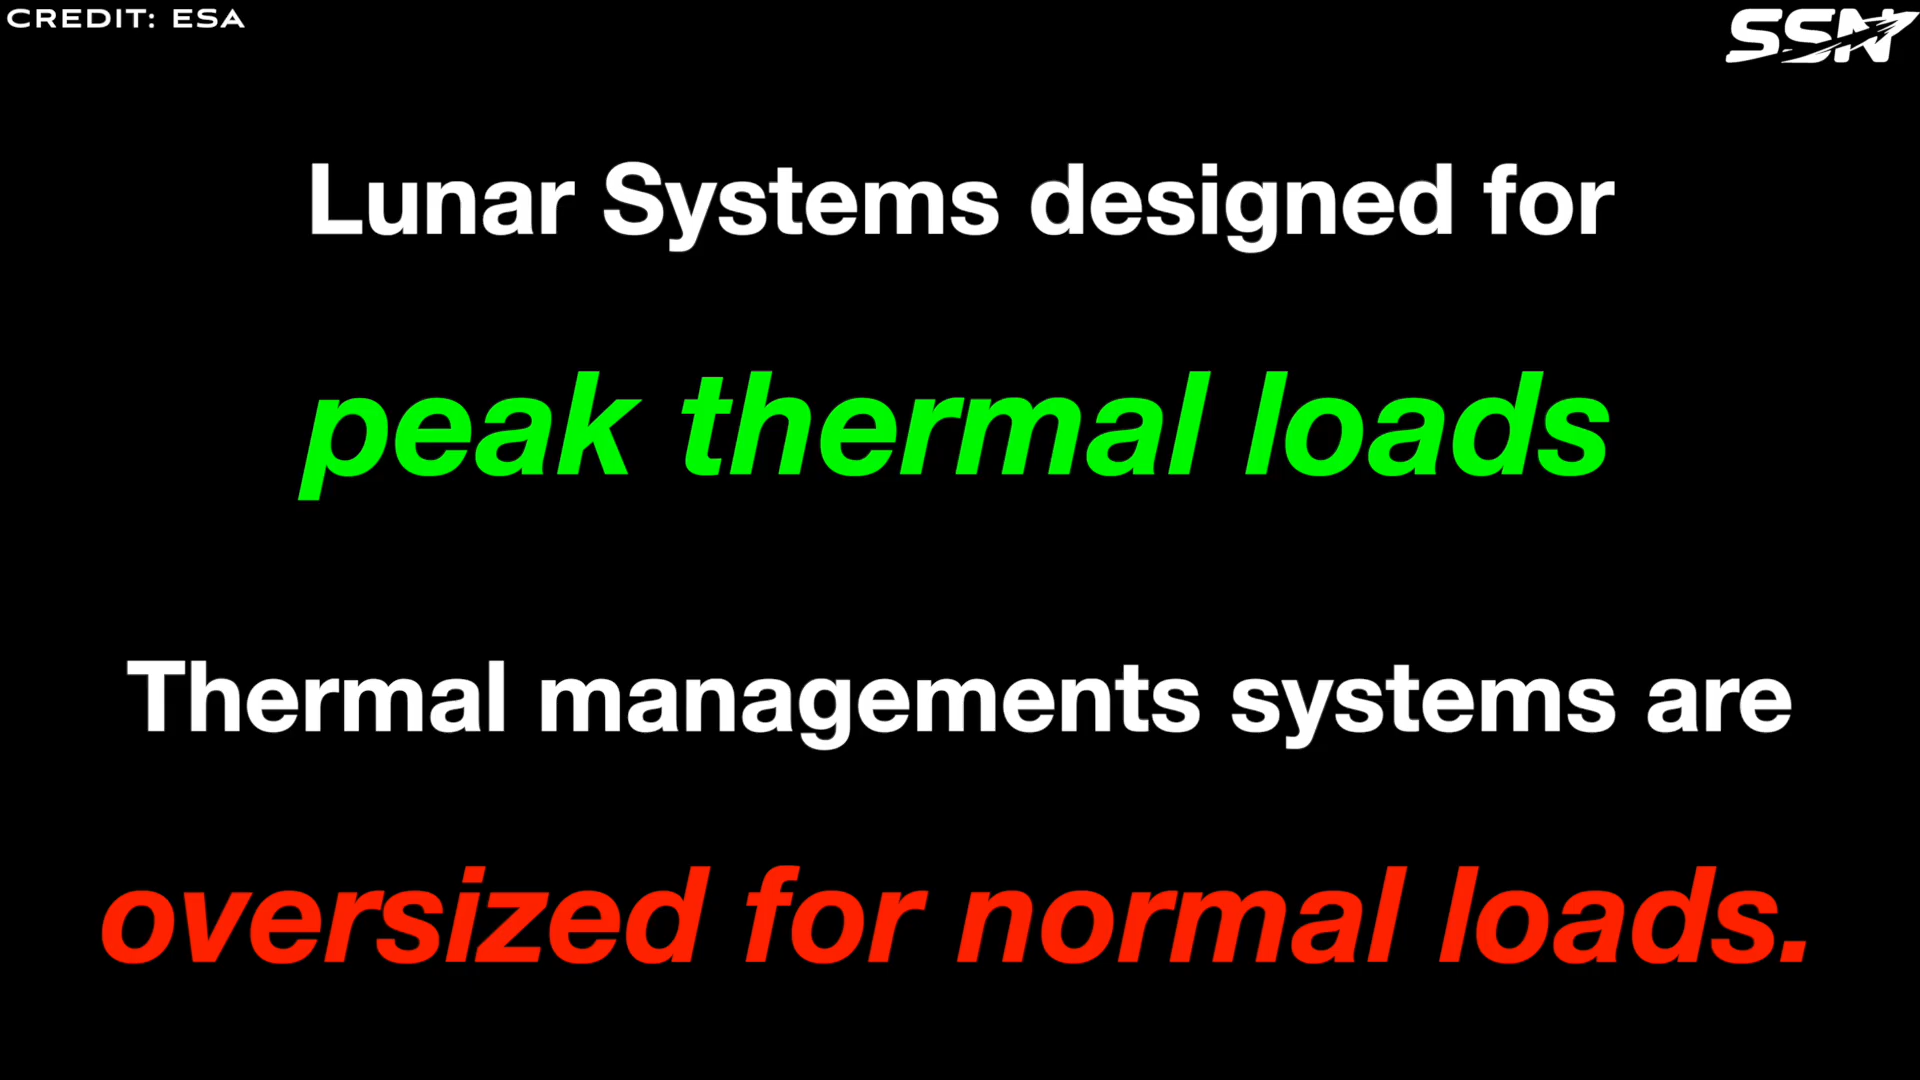 CREDIT: ESA
SSN
Lunar Systems designed for
peak thermal loads
Thermal managements systems are
oversized for normal loads.